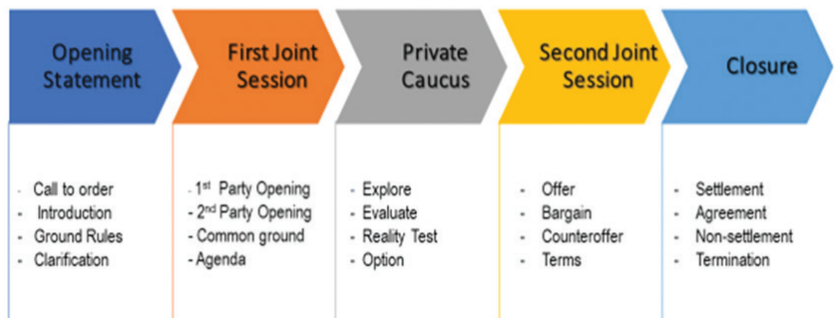 Opening
Statement
First Joint
Session
Private
Caucus
Second Joint
Session
Closure
- Call to order
- Introduction
- Ground Rules
- Clarification
- 1st Party Opening
- 2nd Party Opening
- Common ground
- Agenda
- Explore
- Evaluate
- Reality Test
- Option
- Offer
- Bargain
- Counteroffer
- Terms
- Settlement
- Agreement
- Non-settlement
- Termination